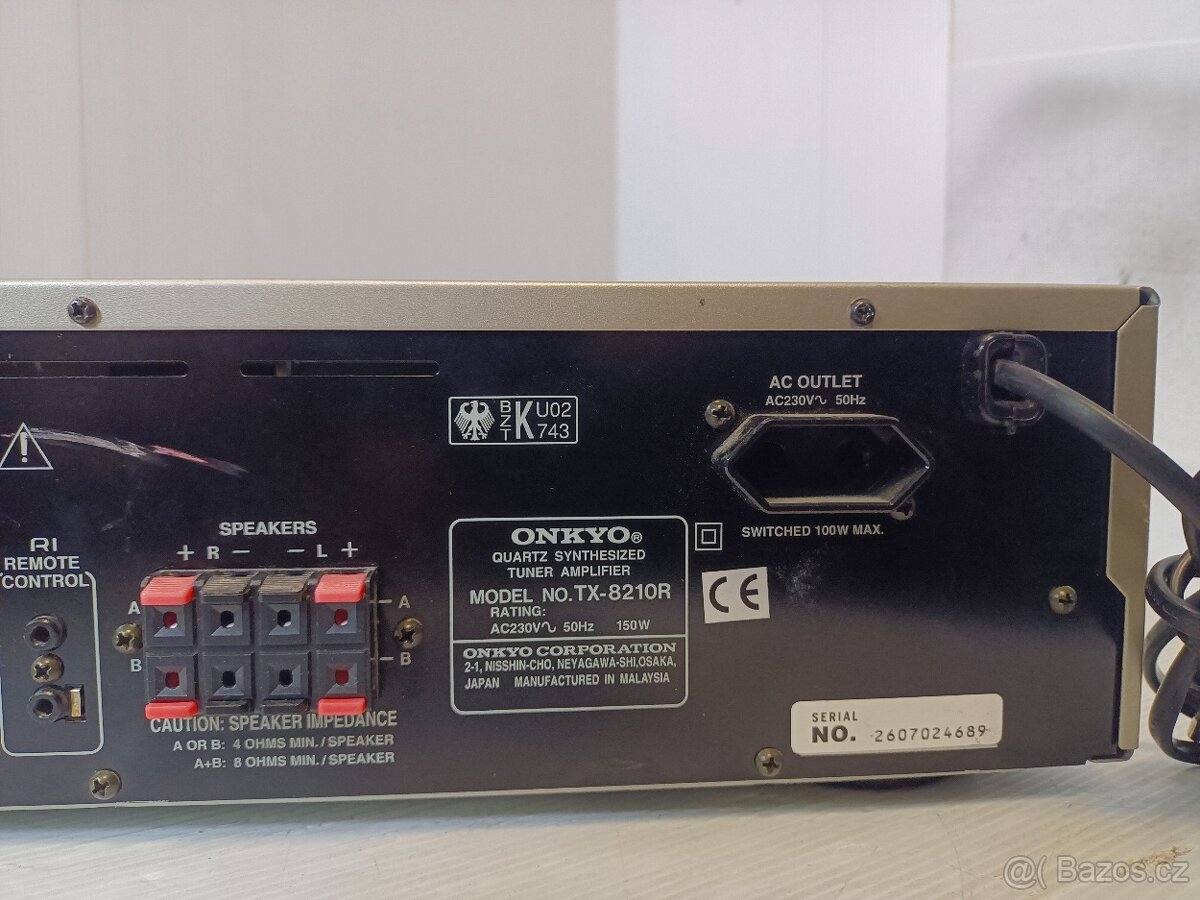 AC OUTLET
AC230V∿ 50Hz
BZT K U02
743
SPEAKERS
+ R − − L +
RI
REMOTE
CONTROL
A
A
B
B
CAUTION: SPEAKER IMPEDANCE
A OR B: 4 OHMS MIN./SPEAKER
A+B: 8 OHMS MIN./SPEAKER
ONKYO®
QUARTZ SYNTHESIZED
TUNER AMPLIFIER
MODEL NO.TX-8210R
RATING:
AC230V∿ 50Hz 150W
ONKYO CORPORATION
2-1, NISSHIN-CHO, NEYAGAWA-SHI,OSAKA,
JAPAN MANUFACTURED IN MALAYSIA
SWITCHED 100W MAX.
CE
SERIAL
NO. 2607024689
@( Bazos.cz